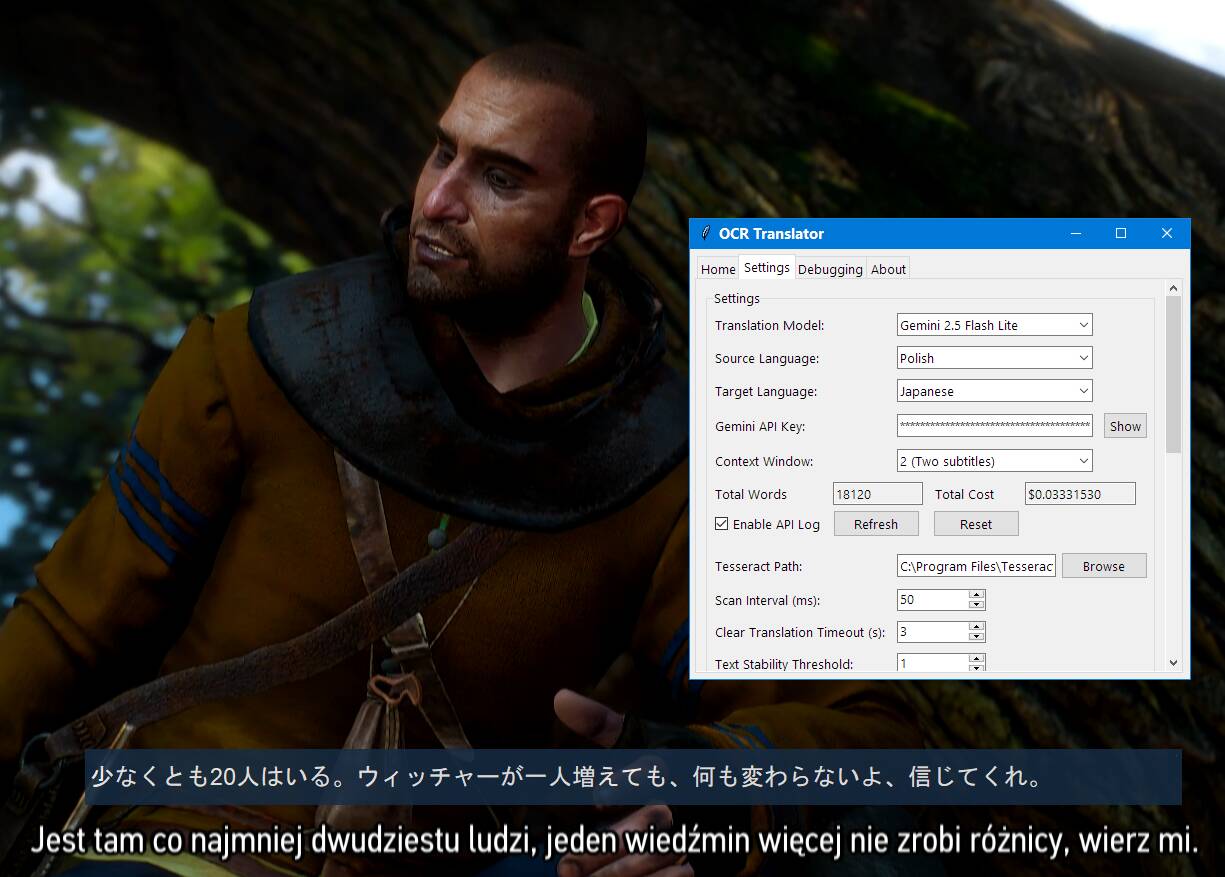 OCR Translator
Home Settings Debugging About
Settings
Translation Model: Gemini 2.5 Flash Lite
Source Language: Polish
Target Language: Japanese
Gemini API Key: ************************************** Show
Context Window: 2 (Two subtitles)
Total Words 18120 Total Cost $0.03331530
Enable API Log Refresh Reset
Tesseract Path: C:\Program Files\Tesserac Browse
Scan Interval (ms): 50
Clear Translation Timeout (s): 3
Text Stability Threshold: 1
少なくとも20人はいる。ウィッチャーが一人増えても、何も変わらないよ、信じてくれ。
Jest tam co najmniej dwudziestu ludzi, jeden wiedźmin więcej nie zrobi różnicy, wierz mi.